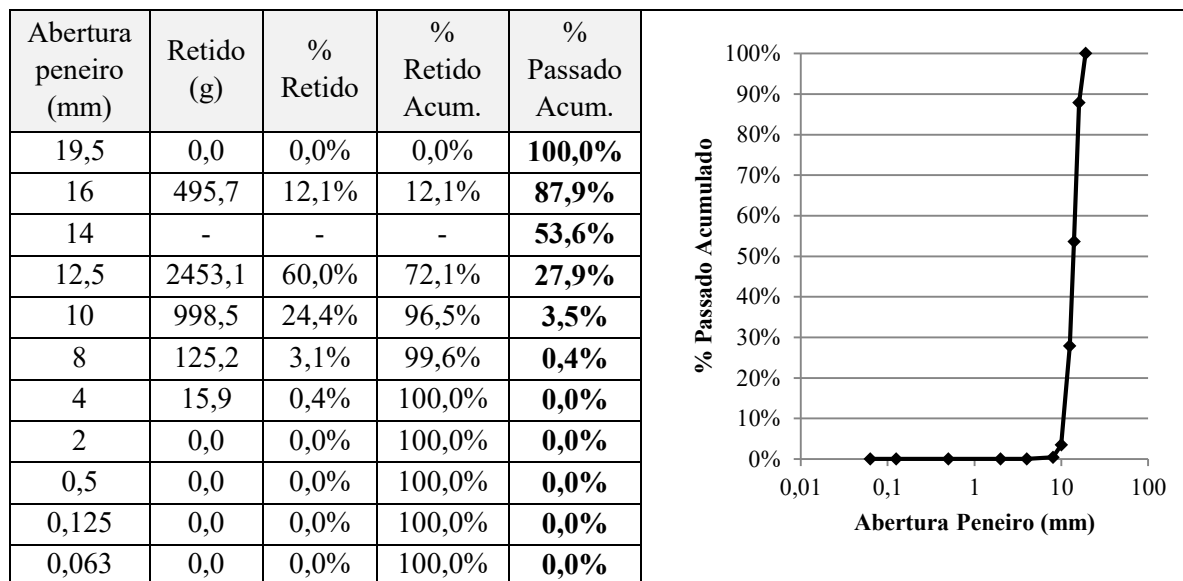 Abertura peneiro (mm) Retido (g) % Retido % Retido Acum. % Passado Acum.
19,5 0,0 0,0% 0,0% 100,0%
16 495,7 12,1% 12,1% 87,9%
14 - - - 53,6%
12,5 2453,1 60,0% 72,1% 27,9%
10 998,5 24,4% 96,5% 3,5%
8 125,2 3,1% 99,6% 0,4%
4 15,9 0,4% 100,0% 0,0%
2 0,0 0,0% 100,0% 0,0%
0,5 0,0 0,0% 100,0% 0,0%
0,125 0,0 0,0% 100,0% 0,0%
0,063 0,0 0,0% 100,0% 0,0%
% Passado Acumulado
100%
90%
80%
70%
60%
50%
40%
30%
20%
10%
0%
0,01 0,1 1 10 100
Abertura Peneiro (mm)